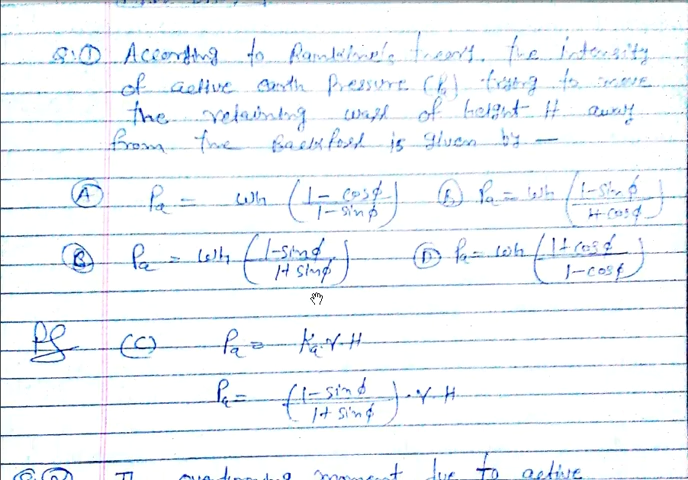 Q.① According to Rankine's theory. the intensity
of active earth Pressure (P) trying to move
the retaining wall of height H away
from the Backfill is given by —
Ⓐ Pa = wh (1 - cosφ / 1 - sinφ) Ⓑ Pa = wh (1 - sinφ / 1 + cosφ)
Pa = wh (1 - sinφ / 1 + sinφ) Ⓓ Pa = wh (1 + cosφ / 1 - cosφ)
(C) Pa = Ka.γ.H
Pa = (1 - sinφ / 1 + sinφ) . γ.H
overturning moment due to active